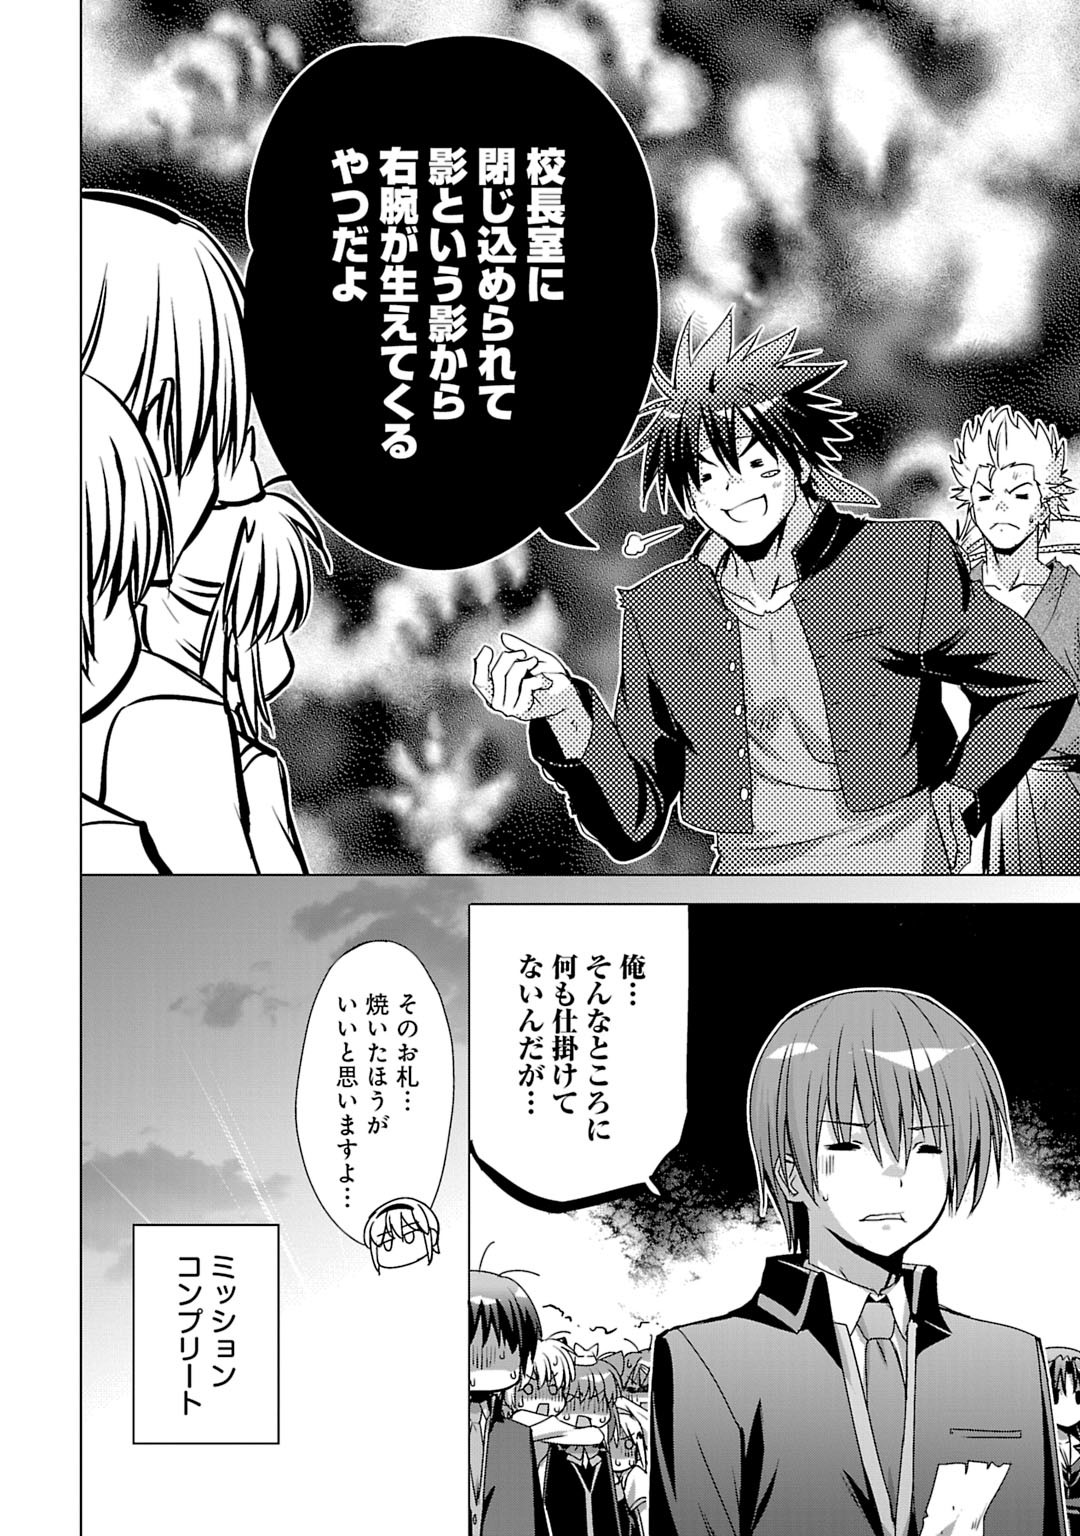 校長室に
閉じ込められて
影という影から
右腕が生えてくる
やつだよ
俺…
そんなところに
何も仕掛けて
ないんだが…
そのお札…
焼いたほうが
いいと思いますよ…
ミッション
コンプリート